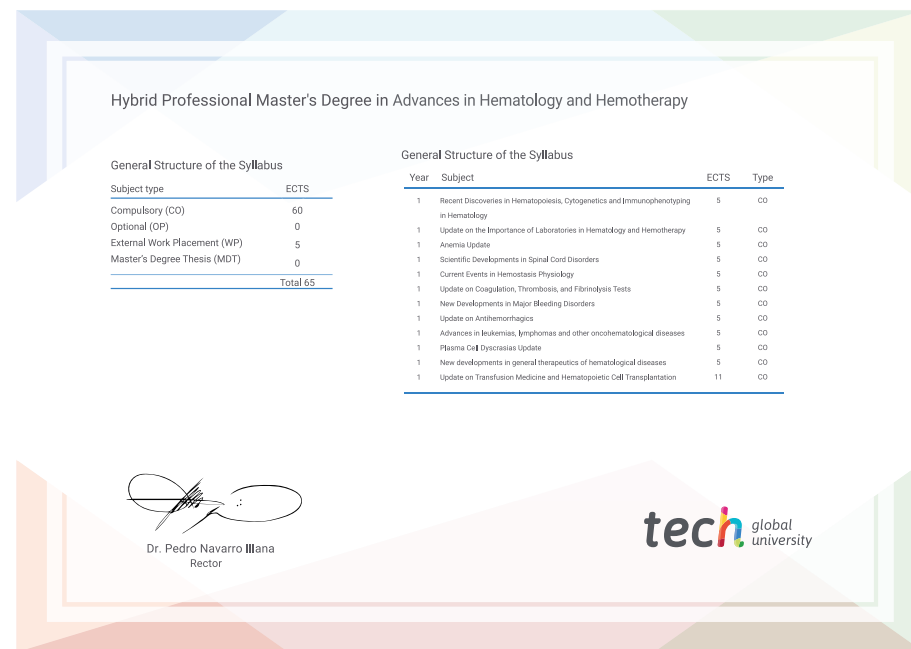 Hybrid Professional Master's Degree in Advances in Hematology and Hemotherapy
General Structure of the Syllabus
Subject type ECTS
Compulsory (CO) 60
Optional (OP) 0
External Work Placement (WP) 5
Master's Degree Thesis (MDT) 0
Total 65
General Structure of the Syllabus
Year Subject ECTS Type
1 Recent Discoveries in Hematopoiesis, Cytogenetics and Immunophenotyping 5 CO
in Hematology
1 Update on the Importance of Laboratories in Hematology and Hemotherapy 5 CO
1 Anemia Update 5 CO
1 Scientific Developments in Spinal Cord Disorders 5 CO
1 Current Events in Hemostasis Physiology 5 CO
1 Update on Coagulation, Thrombosis, and Fibrinolysis Tests 5 CO
1 New Developments in Major Bleeding Disorders 5 CO
1 Update on Antihemorrhagics 5 CO
1 Advances in leukemias, lymphomas and other oncohematological diseases 5 CO
1 Plasma Cell Dyscrasias Update 5 CO
1 New developments in general therapeutics of hematological diseases 5 CO
1 Update on Transfusion Medicine and Hematopoietic Cell Transplantation 11 CO
Dr. Pedro Navarro Illana
Rector
tech global
university